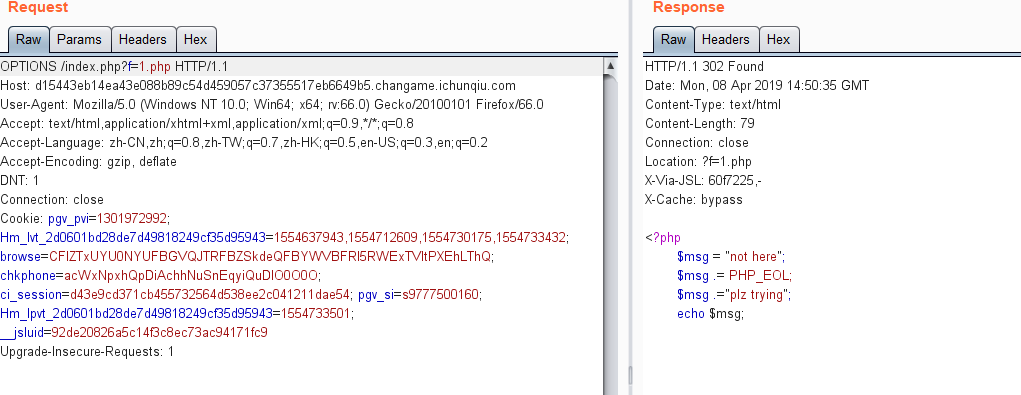 Request
Raw Params Headers Hex
OPTIONS /index.php?f=1.php HTTP/1.1
Host: d15443eb14ea43e088b89c54d459057c37355517eb6649b5.changame.ichunqiu.com
User-Agent: Mozilla/5.0 (Windows NT 10.0; Win64; x64; rv:66.0) Gecko/20100101 Firefox/66.0
Accept: text/html,application/xhtml+xml,application/xml;q=0.9,*/*;q=0.8
Accept-Language: zh-CN,zh;q=0.8,zh-TW;q=0.7,zh-HK;q=0.5,en-US;q=0.3,en;q=0.2
Accept-Encoding: gzip, deflate
DNT: 1
Connection: close
Cookie: pgv_pvi=1301972992;
Hm_lvt_2d0601bd28de7d49818249cf35d95943=1554637943,1554712609,1554730175,1554733432;
browse=CFlZTxUYU0NYUFBGVQJTRFBZSkdeQFBYWVBFRl5RWExTVltPXEhLThQ;
chkphone=acWxNpxhQpDiAchhNuSnEqyiQuDIO0O0O;
ci_session=d43e9cd371cb455732564d538ee2c041211dae54; pgv_si=s9777500160;
Hm_lpvt_2d0601bd28de7d49818249cf35d95943=1554733501;
__jsluid=92de20826a5c14f3c8ec73ac94171fc9
Upgrade-Insecure-Requests: 1
Response
Raw Headers Hex
HTTP/1.1 302 Found
Date: Mon, 08 Apr 2019 14:50:35 GMT
Content-Type: text/html
Content-Length: 79
Connection: close
Location: ?f=1.php
X-Via-JSL: 60f7225,-
X-Cache: bypass
<?php
$msg = "not here";
$msg .= PHP_EOL;
$msg .="plz trying";
echo $msg;